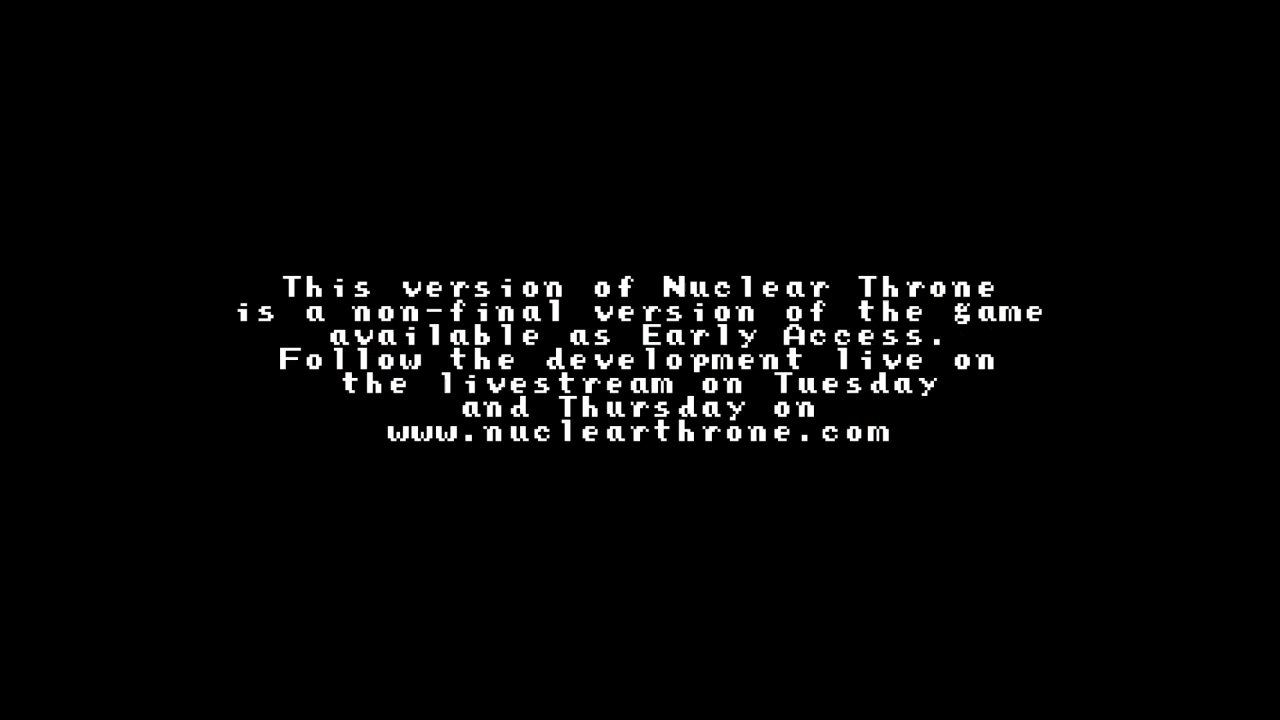 This version of Nuclear Throne
is a non-final version of the game
available as Early Access.
Follow the development live on
the livestream on Tuesday
and Thursday on
www.nuclearthrone.com